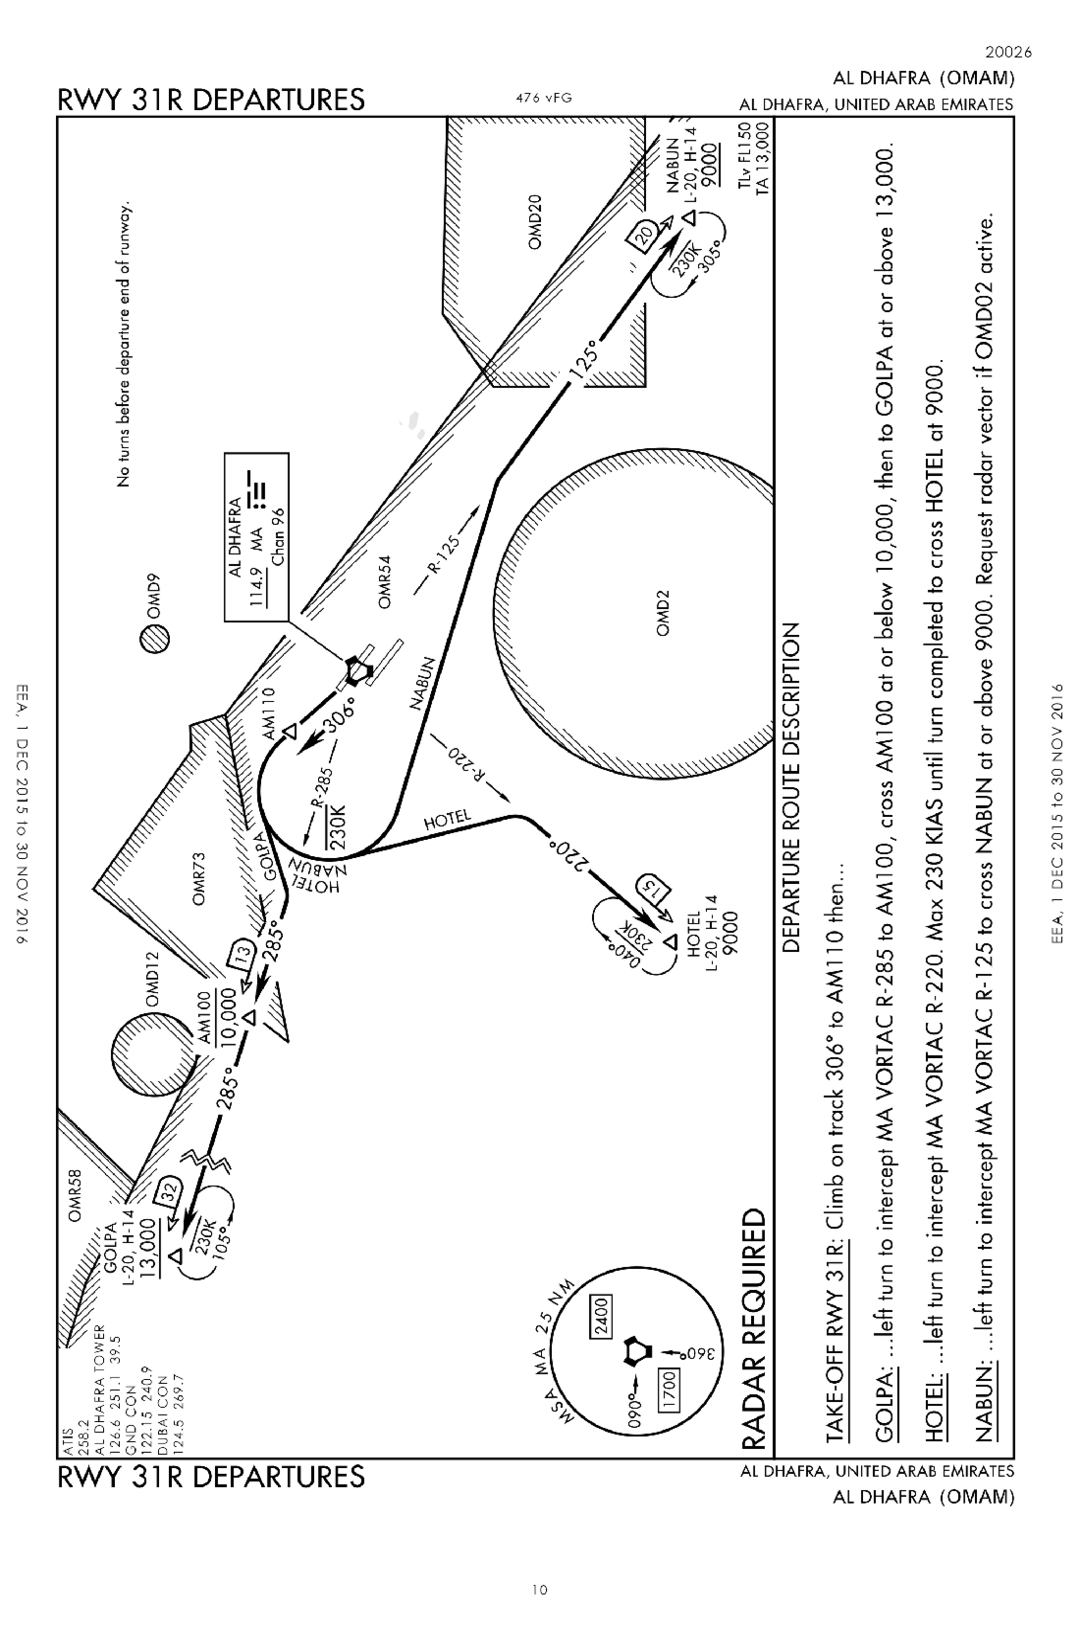 20026
RWY 31R DEPARTURES
476 vFG
AL DHAFRA (OMAM)
AL DHAFRA, UNITED ARAB EMIRATES
ATIS
258.2
AL DHAFRA TOWER
126.6 251.1 39.5
GND CON
122.15 240.9
DUBAI CON
124.5 269.7
No turns before departure end of runway.
TLv FL150
TA 13,000
OMR58
OMD12
OMR73
OMD9
OMR54
OMD20
OMD2
AL DHAFRA
114.9 MA
Chan 96
GOLPA
L-20, H-14
13,000
32
230K
105°
285°
AM100
10,000
13
285°
GOLPA
HOTEL
NABUN
230K
R-285
AM110
306°
NABUN
R-125
125°
20
230K
305°
NABUN
L-20, H-14
9000
HOTEL
R-220
220°
15
230K
040°
HOTEL
L-20, H-14
9000
MSA MA 25 NM
2400
1700
090°
360°
RADAR REQUIRED
DEPARTURE ROUTE DESCRIPTION
TAKE-OFF RWY 31R: Climb on track 306° to AM110 then...
GOLPA: ...left turn to intercept MA VORTAC R-285 to AM100, cross AM100 at or below 10,000, then to GOLPA at or above 13,000.
HOTEL: ...left turn to intercept MA VORTAC R-220. Max 230 KIAS until turn completed to cross HOTEL at 9000.
NABUN: ...left turn to intercept MA VORTAC R-125 to cross NABUN at or above 9000. Request radar vector if OMD02 active.
RWY 31R DEPARTURES
AL DHAFRA, UNITED ARAB EMIRATES
AL DHAFRA (OMAM)
EEA, 1 DEC 2015 to 30 NOV 2016
EEA, 1 DEC 2015 to 30 NOV 2016
10